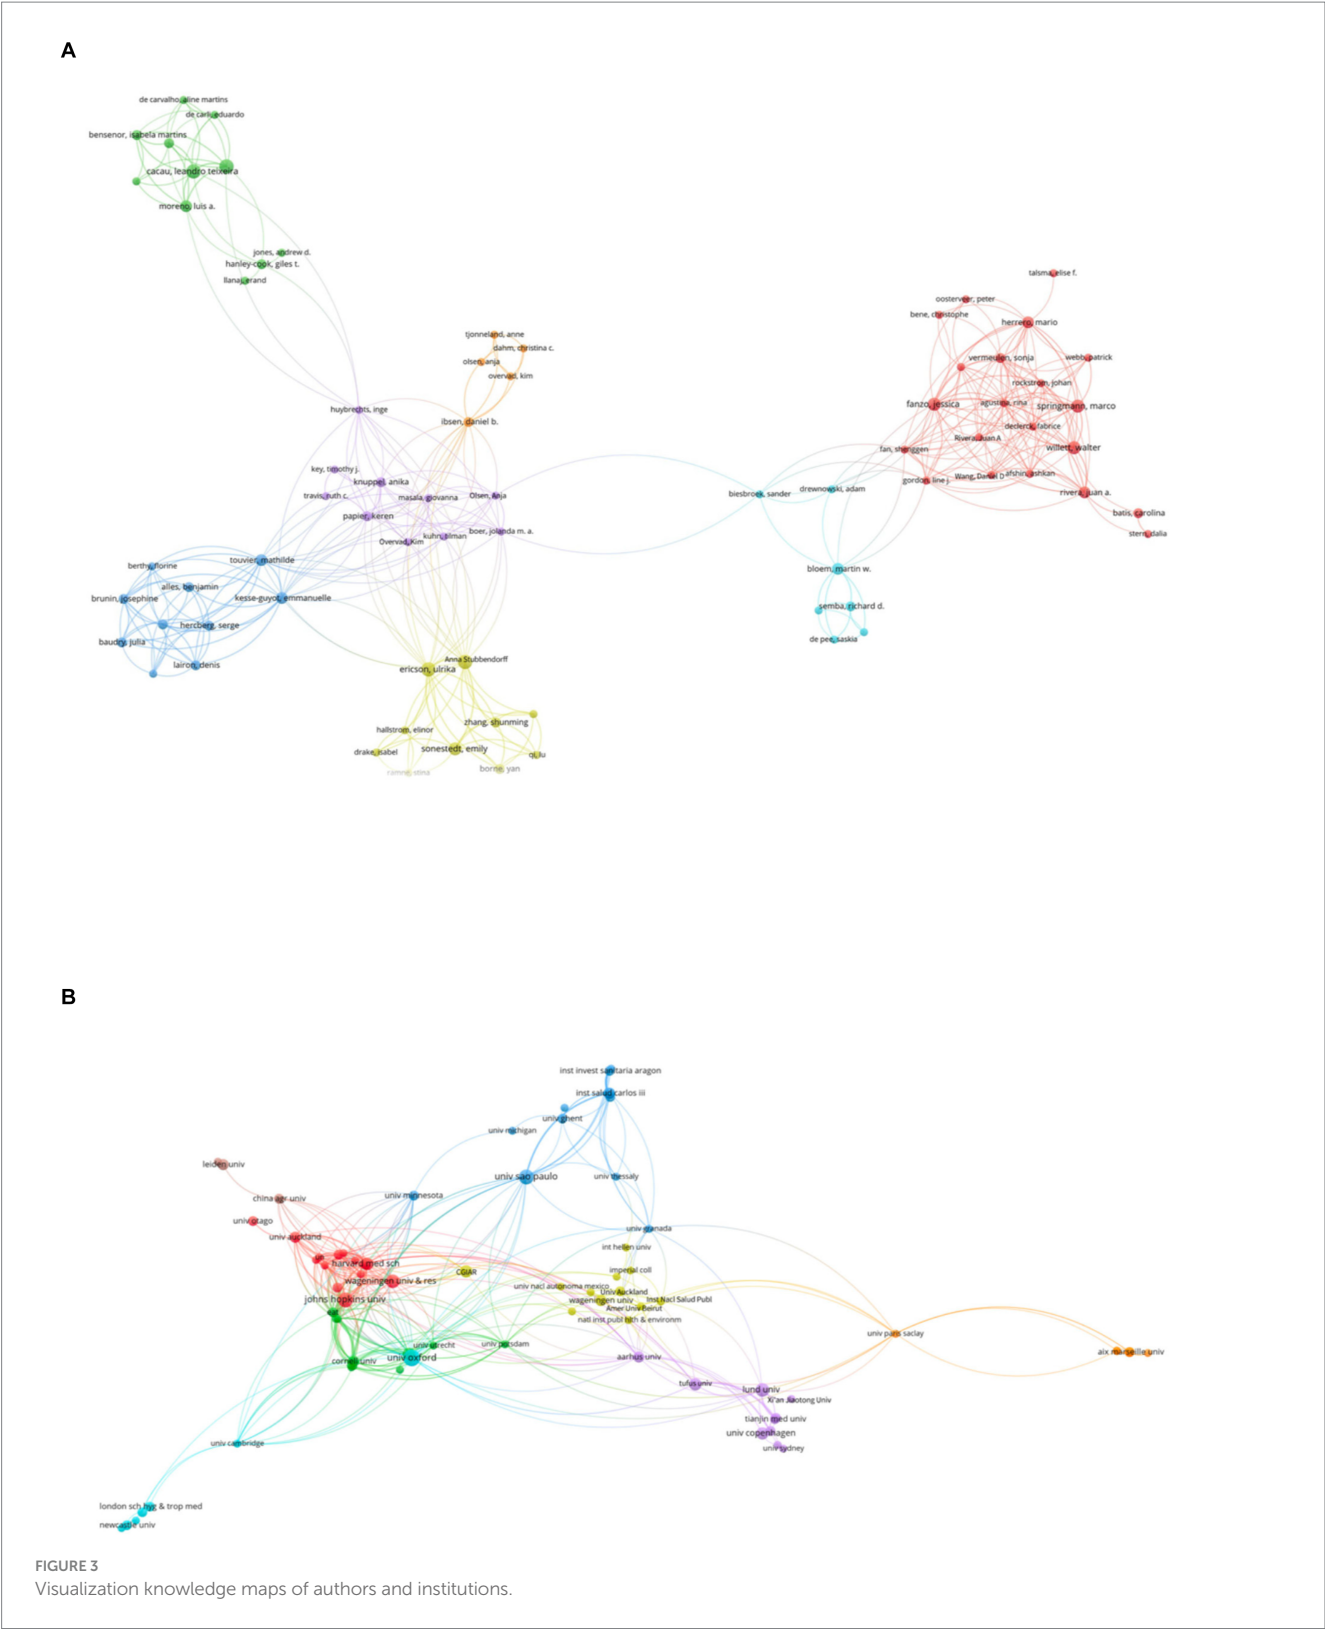 A
de carvalho, aline martins
de carli, eduardo
bensenor, isabela martins
cacau, leandro teixeira
moreno, luis a.
jones, andrew d.
hanley-cook, giles t.
llanaj, erand
talsma, elise f.
oosterveer, peter
bene, christophe
herrero, mario
tjonneland, anne
dahm, christina c.
olsen, anja
overvad, kim
vermeulen, sonja
webb, patrick
rockstrom, johan
huybrechts, inge
fanzo, jessica
agustina, rina
springmann, marco
ibsen, daniel b.
declerck, fabrice
Rivera, Juan A
fan, shenggen
willett, walter
key, timothy j.
knuppel, anika
gordon, line j.
Wang, Daniel D
afshin, ashkan
travis, ruth c.
masala, giovanna
Olsen, Anja
biesbroek, sander
drewnowski, adam
rivera, juan a.
papier, keren
batis, carolina
boer, jolanda m. a.
kuhn, tilman
Overvad, Kim
stern, dalia
touvier, mathilde
berthy, florine
bloem, martin w.
alles, benjamin
brunin, josephine
kesse-guyot, emmanuelle
semba, richard d.
hercberg, serge
baudry, julia
de pee, saskia
lairon, denis
Anna Stubbendorff
ericson, ulrika
zhang, shunming
hallstrom, elinor
drake, isabel
sonestedt, emily
qi, lu
ramne, stina
borne, yan
B
inst invest sanitaria aragon
inst salud carlos iii
univ ghent
univ michigan
leiden univ
univ sao paulo
univ thessaly
china agr univ
univ minnesota
univ otago
univ granada
univ auckland
int hellen univ
harvard med sch
CGIAR
imperial coll
wageningen univ & res
univ nacl autonoma mexico
Univ Auckland
johns hopkins univ
wageningen univ
Inst Nacl Salud Publ
Amer Univ Beirut
natl inst publ hlth & environm
univ paris saclay
univ utrecht
univ potsdam
aix marseille univ
cornell univ
univ oxford
aarhus univ
tufts univ
lund univ
Xi'an Jiaotong Univ
tianjin med univ
univ copenhagen
univ cambridge
univ sydney
london sch hyg & trop med
newcastle univ
FIGURE 3
Visualization knowledge maps of authors and institutions.